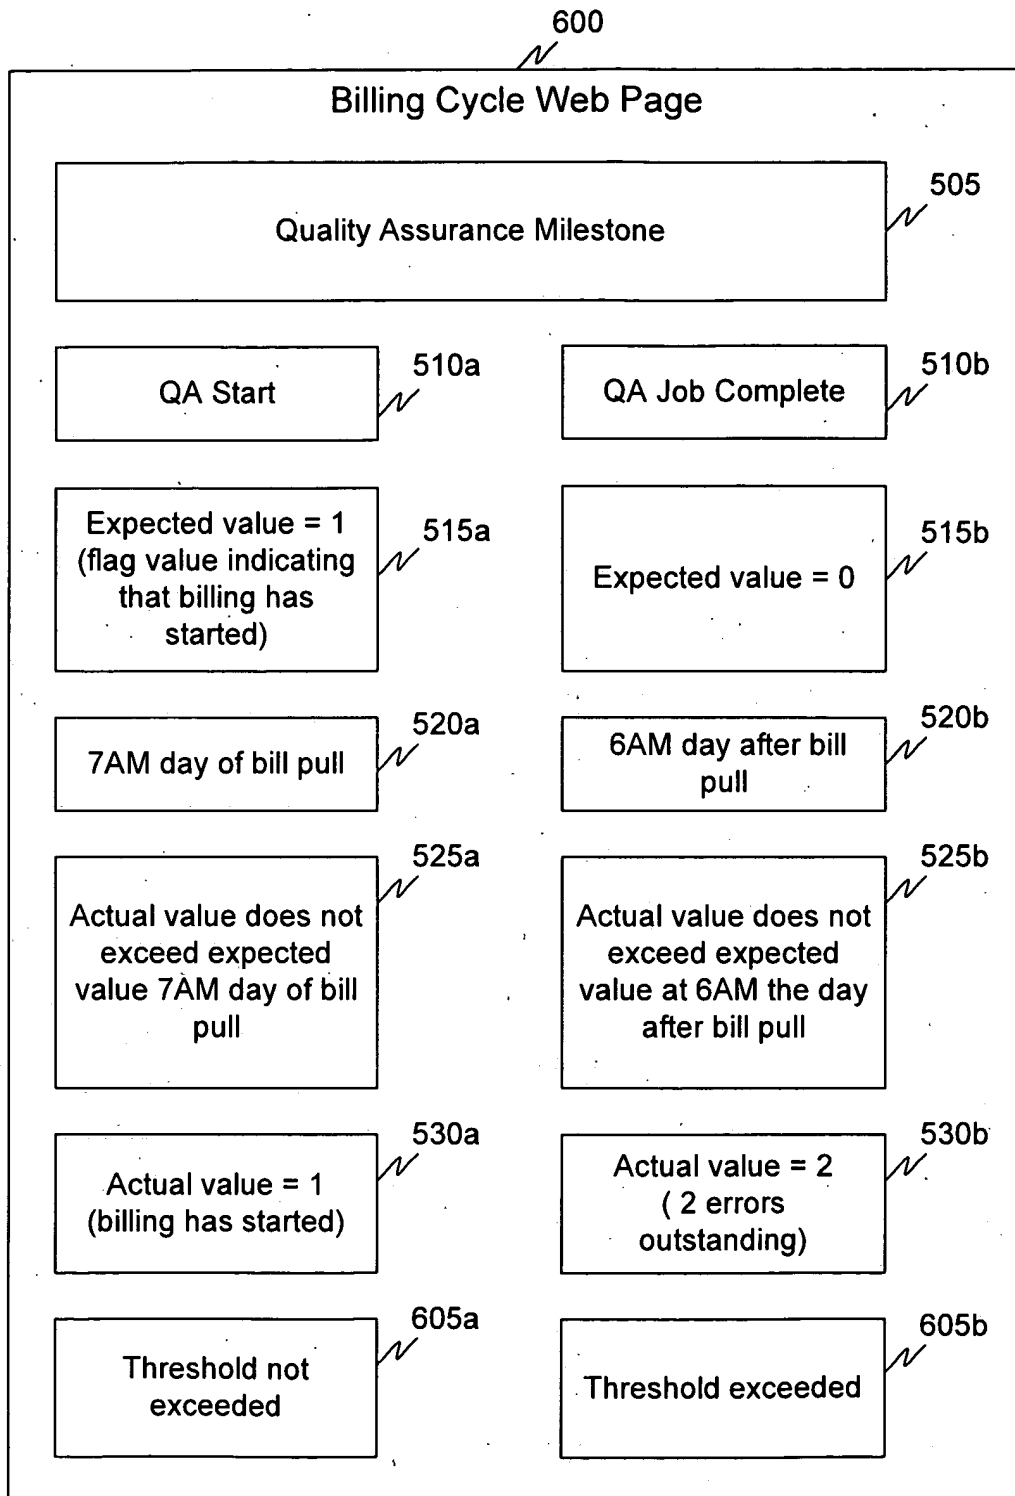 600
Billing Cycle Web Page
505
Quality Assurance Milestone
510a
QA Start
510b
QA Job Complete
515a
Expected value = 1
(flag value indicating
that billing has
started)
515b
Expected value = 0
520a
7AM day of bill pull
520b
6AM day after bill
pull
525a
Actual value does not
exceed expected
value 7AM day of bill
pull
525b
Actual value does not
exceed expected
value at 6AM the day
after bill pull
530a
Actual value = 1
(billing has started)
530b
Actual value = 2
( 2 errors
outstanding)
605a
Threshold not
exceeded
605b
Threshold exceeded